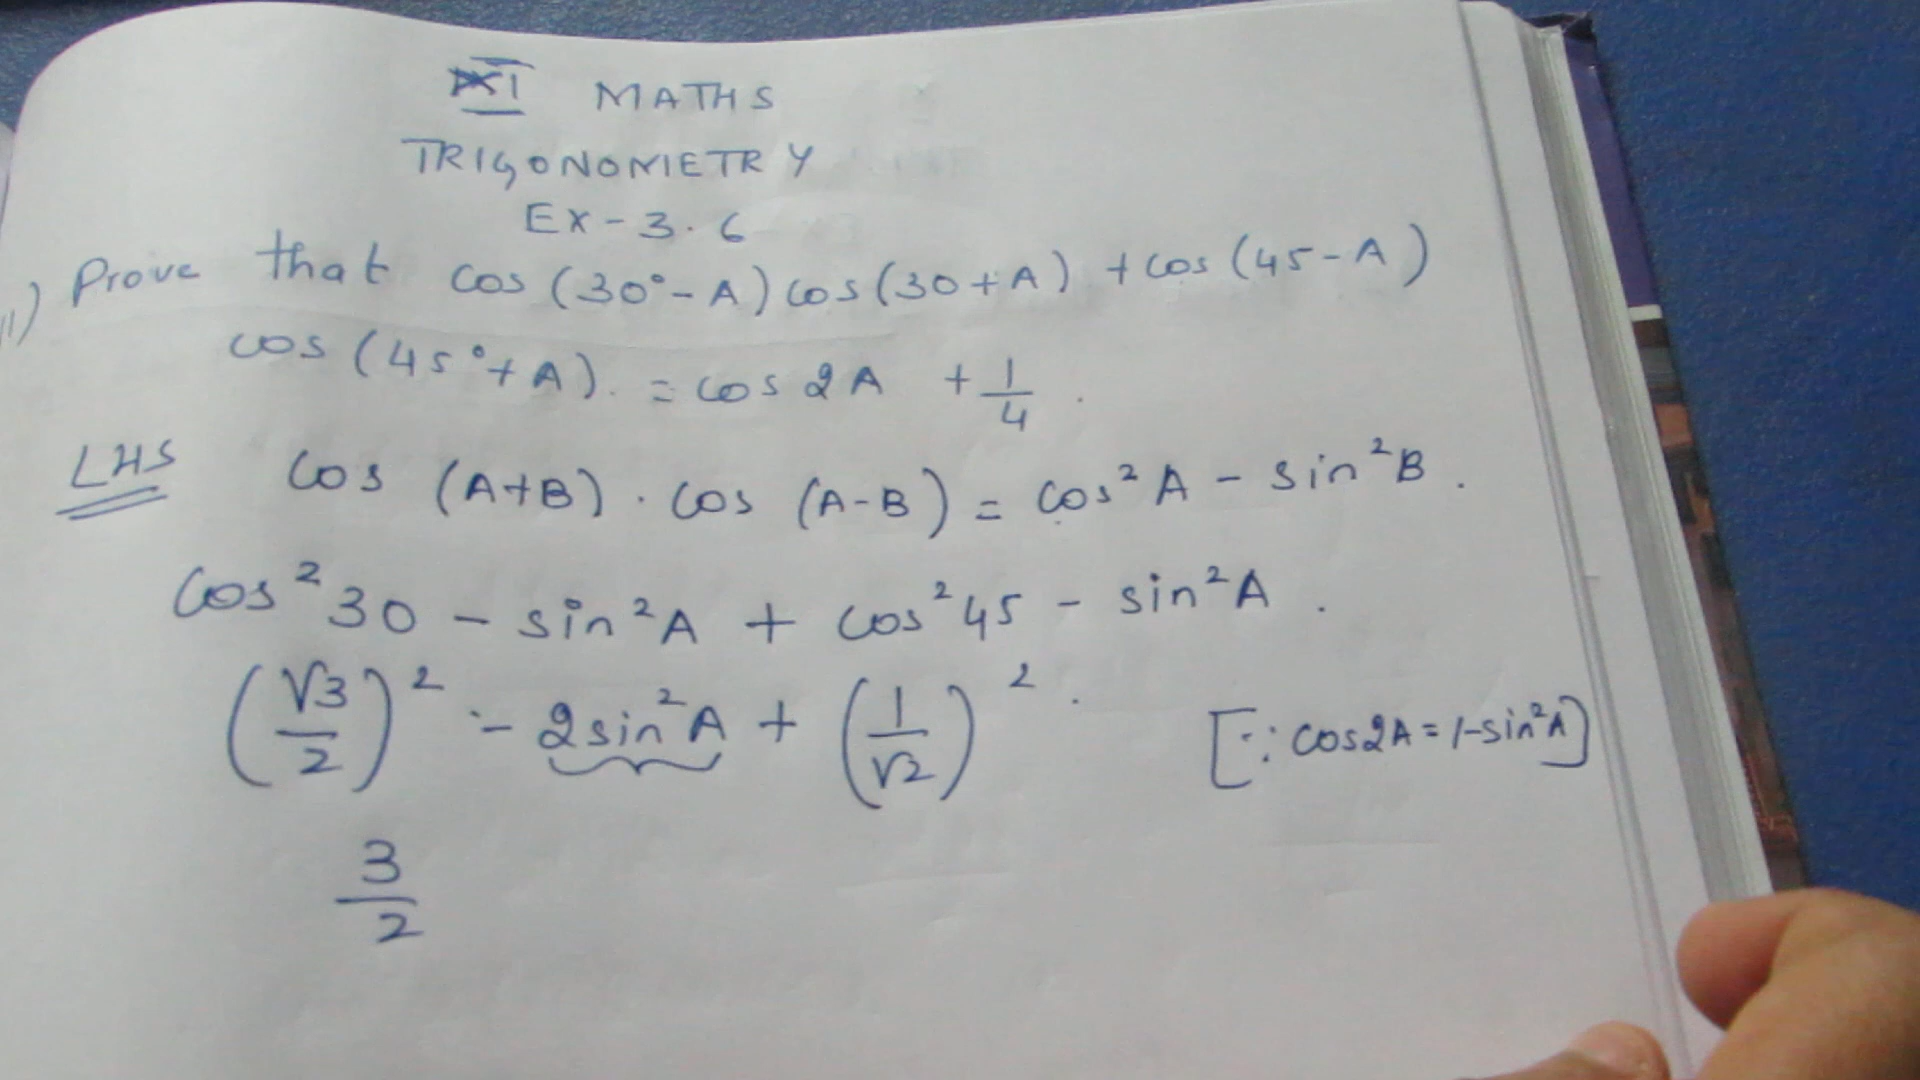 XI MATHS
TRIGONOMETRY
EX-3.6
Prove that cos(30°-A) cos(30+A) + cos(45-A)
cos(45°+A). = cos2A + 1/4.
LHS cos(A+B).cos(A-B) = cos²A - sin²B.
cos²30 - sin²A + cos²45 - sin²A.
(√3/2)² - 2sin²A + (1/√2)². [∵ cos2A = 1-sin²A]
3/2